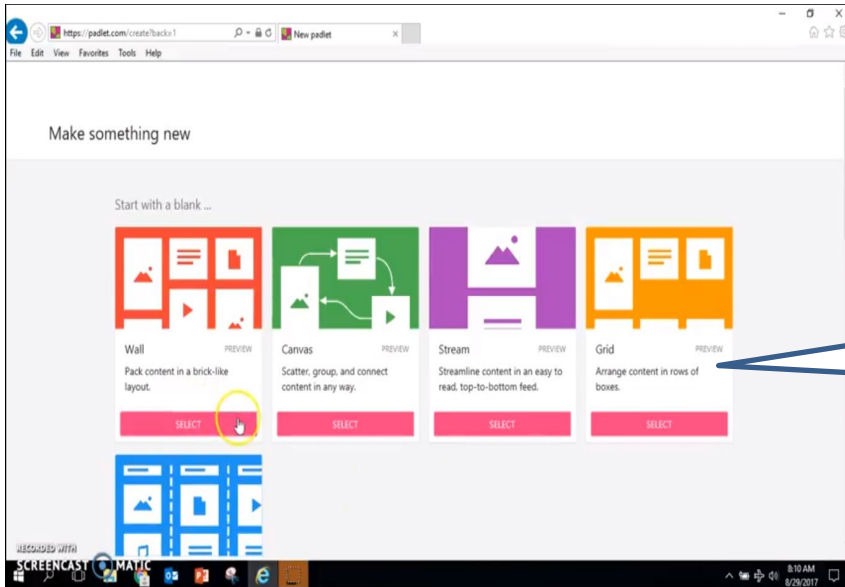 https://padlet.com/create?back=1
New padlet
File Edit View Favorites Tools Help
Make something new
Start with a blank ...
Wall PREVIEW
Pack content in a brick-like
layout.
SELECT
Canvas PREVIEW
Scatter, group, and connect
content in any way.
SELECT
Stream PREVIEW
Streamline content in an easy to
read, top-to-bottom feed.
SELECT
Grid PREVIEW
Arrange content in rows of
boxes.
SELECT
RECORDED WITH
SCREENCAST MATIC
8:10 AM
8/29/2017